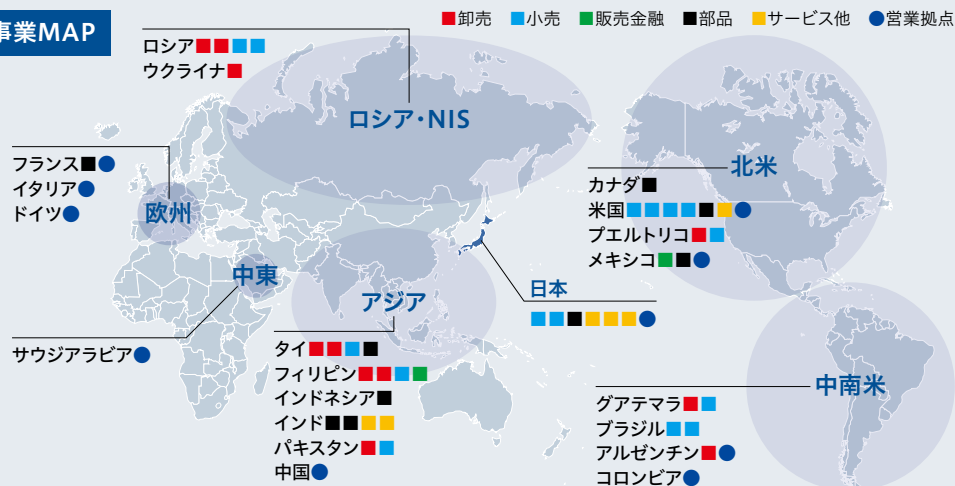 事業MAP
■卸売 ■小売 ■販売金融 ■部品 ■サービス他 ●営業拠点
ロシア■■■■
ウクライナ■
ロシア・NIS
フランス■●
イタリア●
ドイツ●
欧州
中東
サウジアラビア●
アジア
タイ■■■■
フィリピン■■■■
インドネシア■
インド■■■■
パキスタン■■
中国●
日本
■■■■■■●
北米
カナダ■
米国■■■■■■●
プエルトリコ■■
メキシコ■■●
中南米
グアテマラ■■
ブラジル■■
アルゼンチン■●
コロンビア●